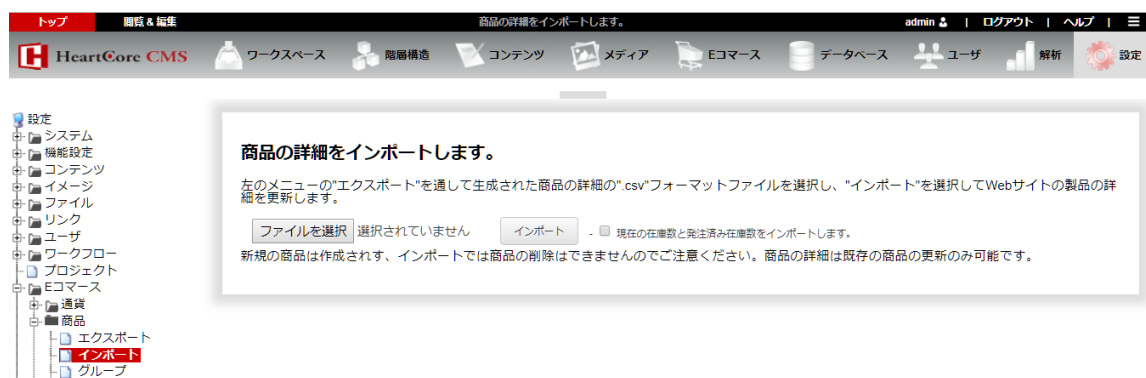 トップ 閲覧 & 編集 商品の詳細をインポートします。 admin | ログアウト | ヘルプ |
HeartCore CMS ワークスペース 階層構造 コンテンツ メディア Eコマース データベース ユーザ 解析 設定
設定
システム
機能設定
コンテンツ
イメージ
ファイル
リンク
ユーザ
ワークフロー
プロジェクト
Eコマース
通貨
商品
エクスポート
インポート
グループ
商品の詳細をインポートします。
左のメニューの"エクスポート"を通して生成された商品の詳細の".csv"フォーマットファイルを選択し、"インポート"を選択してWebサイトの製品の詳
細を更新します。
ファイルを選択 選択されていません インポート - 現在の在庫数と発注済み在庫数をインポートします。
新規の商品は作成されす、インポートでは商品の削除はできませんのでご注意ください。商品の詳細は既存の商品の更新のみ可能です。